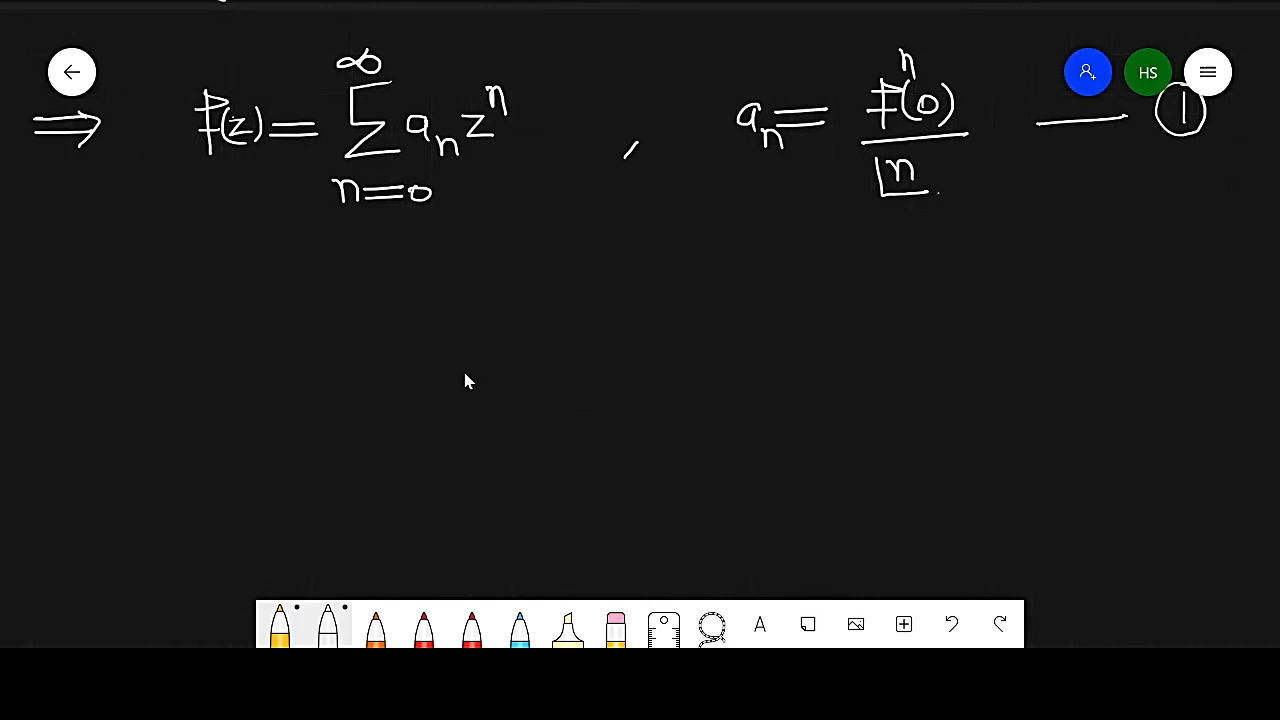 ⇒ f(z) = ∑_{n=0}^{∞} a_n z^n , a_n = f^n(0) / ⌊n —— ①
HS
A